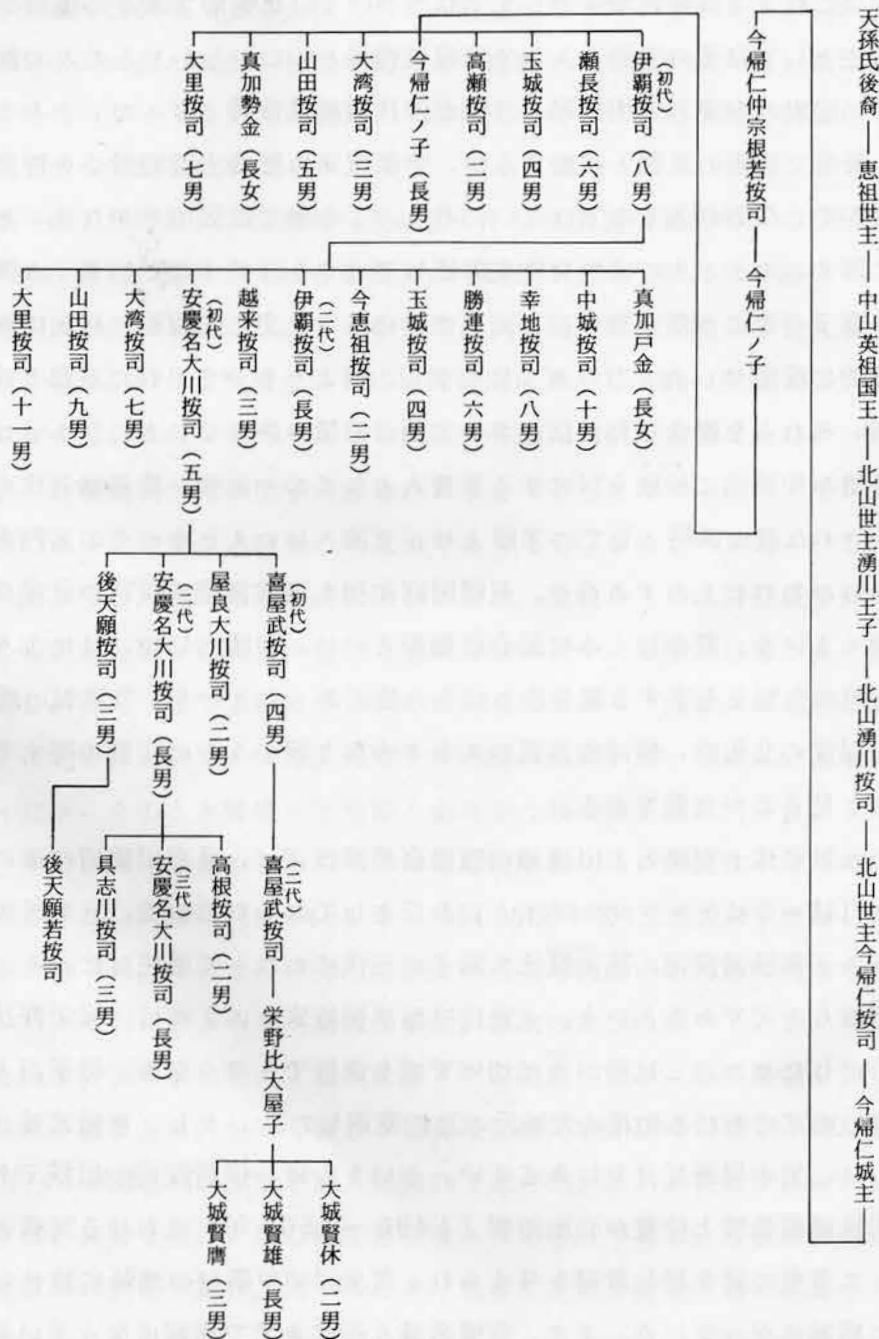 天孫氏後裔 ― 恵祖世主 ― 中山英祖国王 ― 北山世主湧川王子 ― 北山湧川按司 ― 北山世主今帰仁按司 ― 今帰仁城主
今帰仁仲宗根若按司 ― 今帰仁ノ子
(初代)
伊覇按司(八男)
瀬長按司(六男)
玉城按司(四男)
高瀬按司(二男)
今帰仁ノ子(長男)
大湾按司(三男)
山田按司(五男)
真加勢金(長女)
大里按司(七男)
真加戸金(長女)
中城按司(十男)
幸地按司(八男)
勝連按司(六男)
玉城按司(四男)
今恵祖按司(二男)
(二代)
伊覇按司(長男)
越来按司(三男)
(初代)
安慶名大川按司(五男)
大湾按司(七男)
山田按司(九男)
大里按司(十一男)
(初代)
喜屋武按司(四男)
屋良大川按司(二男)
(二代)
安慶名大川按司(長男)
後天願按司(三男)
(二代)
喜屋武按司 ― 栄野比大屋子
高根按司(二男)
(三代)
安慶名大川按司(長男)
具志川按司(三男)
後天願若按司
大城賢休(二男)
大城賢雄(長男)
大城賢膺(三男)